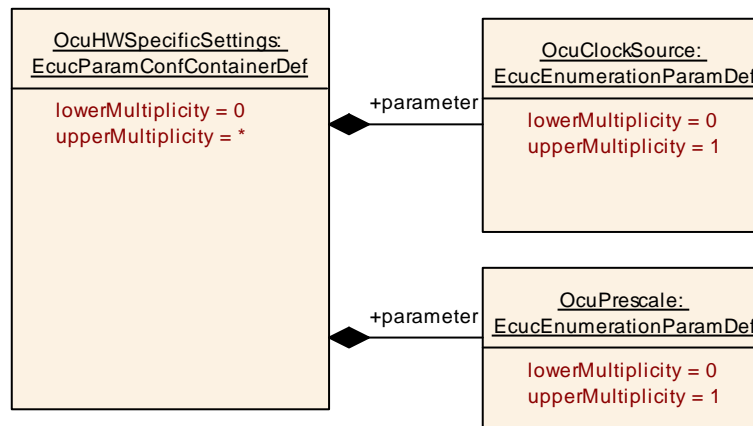 OcuHWSpecificSettings:
EcucParamConfContainerDef
lowerMultiplicity = 0
upperMultiplicity = *
+parameter
OcuClockSource:
EcucEnumerationParamDef
lowerMultiplicity = 0
upperMultiplicity = 1
+parameter
OcuPrescale:
EcucEnumerationParamDef
lowerMultiplicity = 0
upperMultiplicity = 1